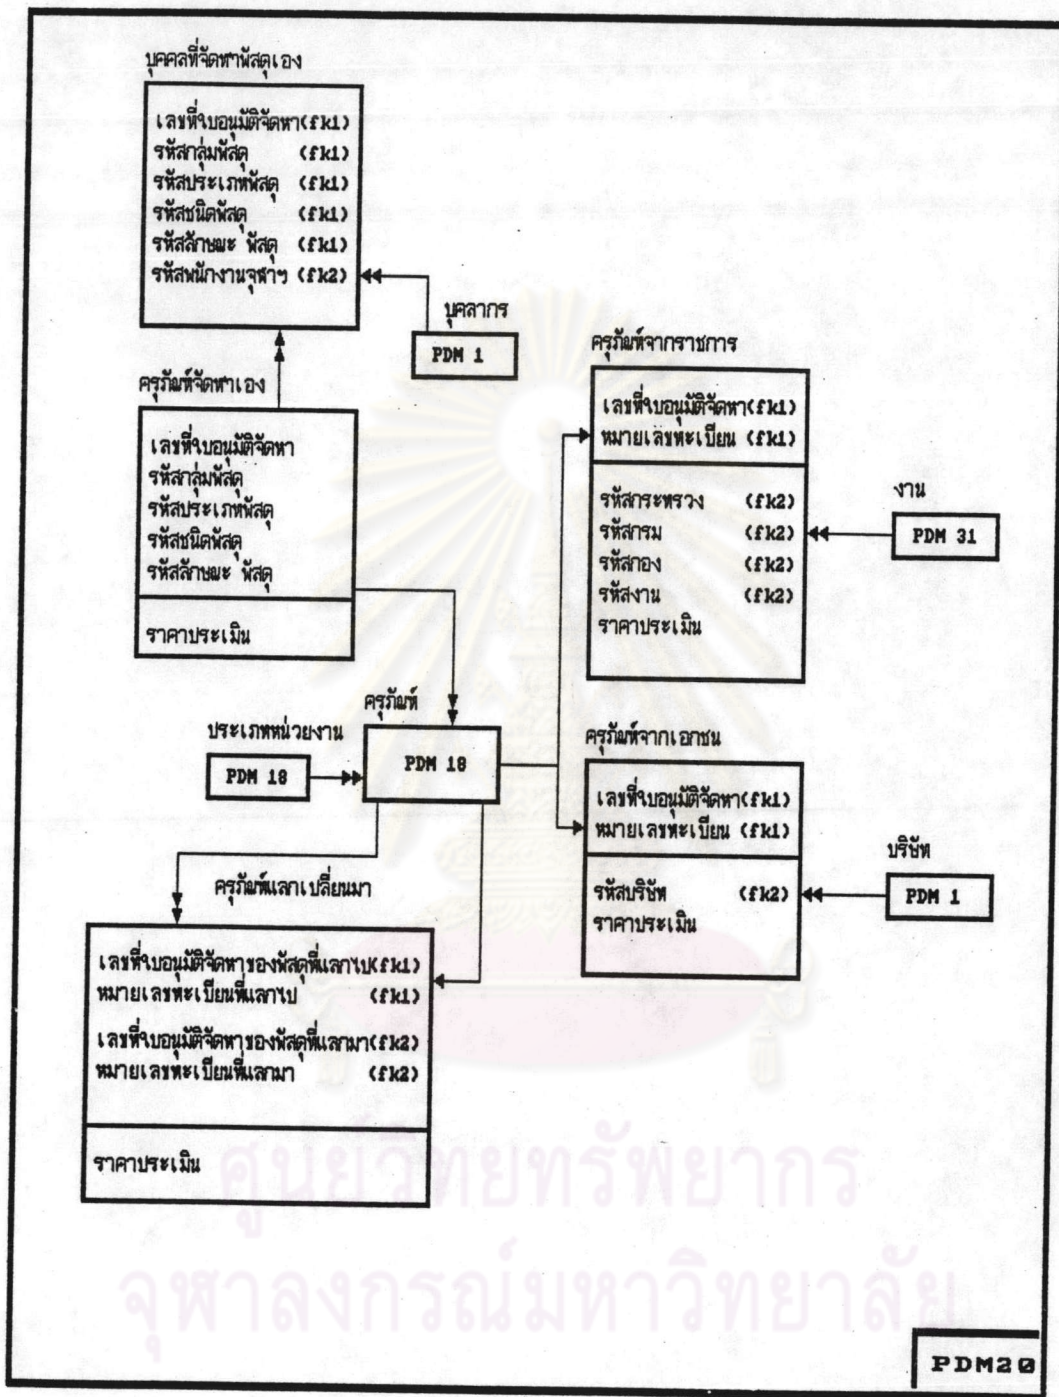 บุคคลที่จัดหาพัสดุเอง
เลขที่ใบอนุมัติจัดหา(fk1)
รหัสกลุ่มพัสดุ (fk1)
รหัสประเภทพัสดุ (fk1)
รหัสชนิดพัสดุ (fk1)
รหัสลักษณะ พัสดุ (fk1)
รหัสพนักงานจุฬาฯ (fk2)
บุคลากร
PDM 1
ครุภัณฑ์จัดหาเอง
เลขที่ใบอนุมัติจัดหา
รหัสกลุ่มพัสดุ
รหัสประเภทพัสดุ
รหัสชนิดพัสดุ
รหัสลักษณะ พัสดุ
ราคาประเมิน
ครุภัณฑ์จากราชการ
เลขที่ใบอนุมัติจัดหา(fk1)
หมายเลขทะเบียน (fk1)
รหัสกระทรวง (fk2)
รหัสกรม (fk2)
รหัสกอง (fk2)
รหัสงาน (fk2)
ราคาประเมิน
งาน
PDM 31
ครุภัณฑ์
PDM 18
ประเภทหน่วยงาน
PDM 18
ครุภัณฑ์จากเอกชน
เลขที่ใบอนุมัติจัดหา(fk1)
หมายเลขทะเบียน (fk1)
รหัสบริษัท (fk2)
ราคาประเมิน
บริษัท
PDM 1
ครุภัณฑ์แลกเปลี่ยนมา
เลขที่ใบอนุมัติจัดหาของพัสดุที่แลกไป(fk1)
หมายเลขทะเบียนที่แลกไป (fk1)
เลขที่ใบอนุมัติจัดหาของพัสดุที่แลกมา(fk2)
หมายเลขทะเบียนที่แลกมา (fk2)
ราคาประเมิน
ศูนย์วิทยทรัพยากร
จุฬาลงกรณ์มหาวิทยาลัย
PDM20